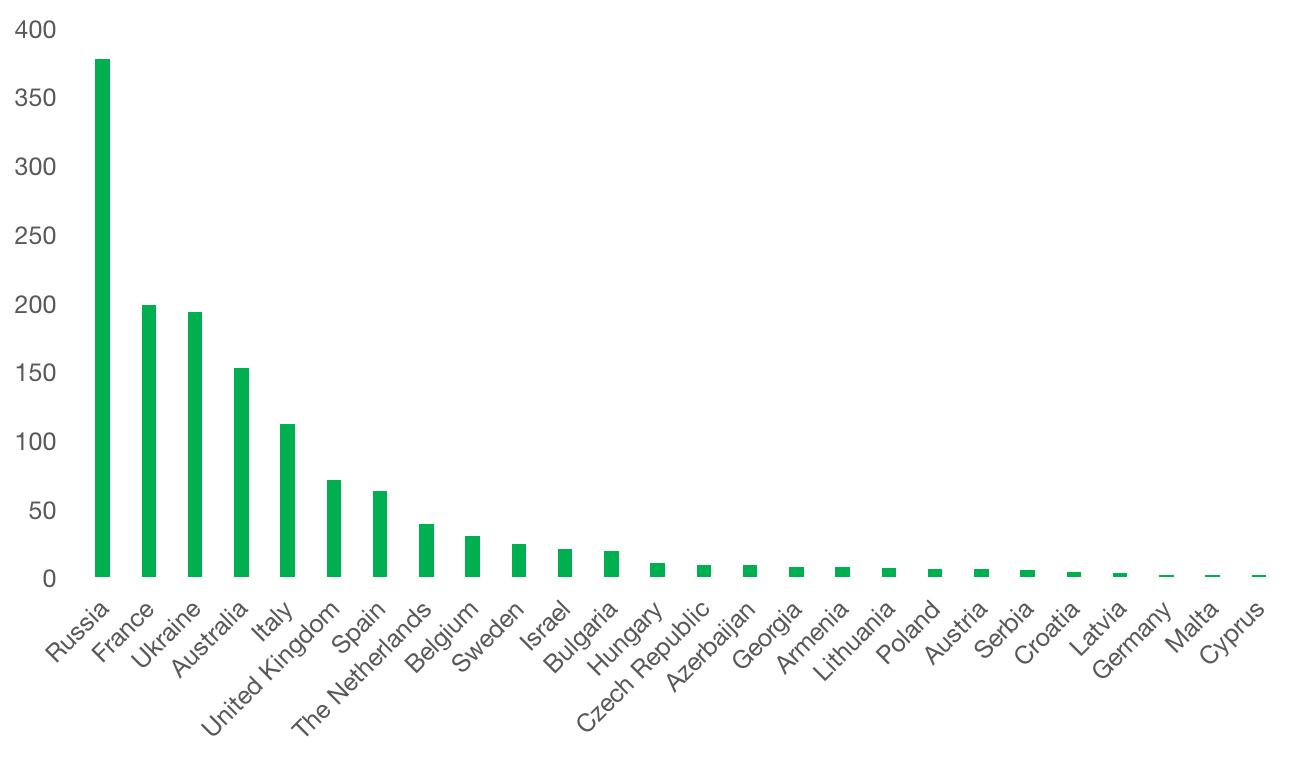 400
350
300
250
200
150
100
50
0
Russia
France
Ukraine
Australia
Italy
United Kingdom
Spain
The Netherlands
Belgium
Sweden
Israel
Bulgaria
Hungary
Czech Republic
Azerbaijan
Georgia
Armenia
Lithuania
Poland
Austria
Serbia
Croatia
Latvia
Germany
Malta
Cyprus